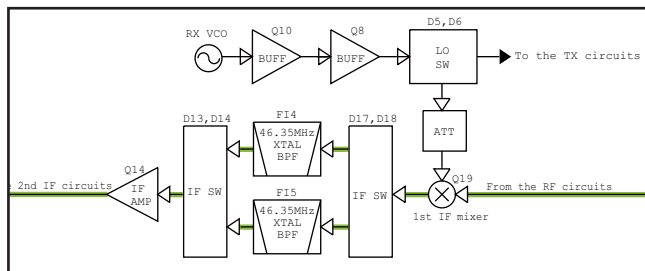 D5,D6
Q10
Q8
RX VCO
BUFF
BUFF
LO
SW
To the TX circuits
FI4
D13,D14
D17,D18
ATT
46.35MHz
XTAL
BPF
Q14
Q19
2nd IF circuits
IF
AMP
IF SW
FI5
IF SW
From the RF circuits
46.35MHz
XTAL
BPF
1st IF mixer